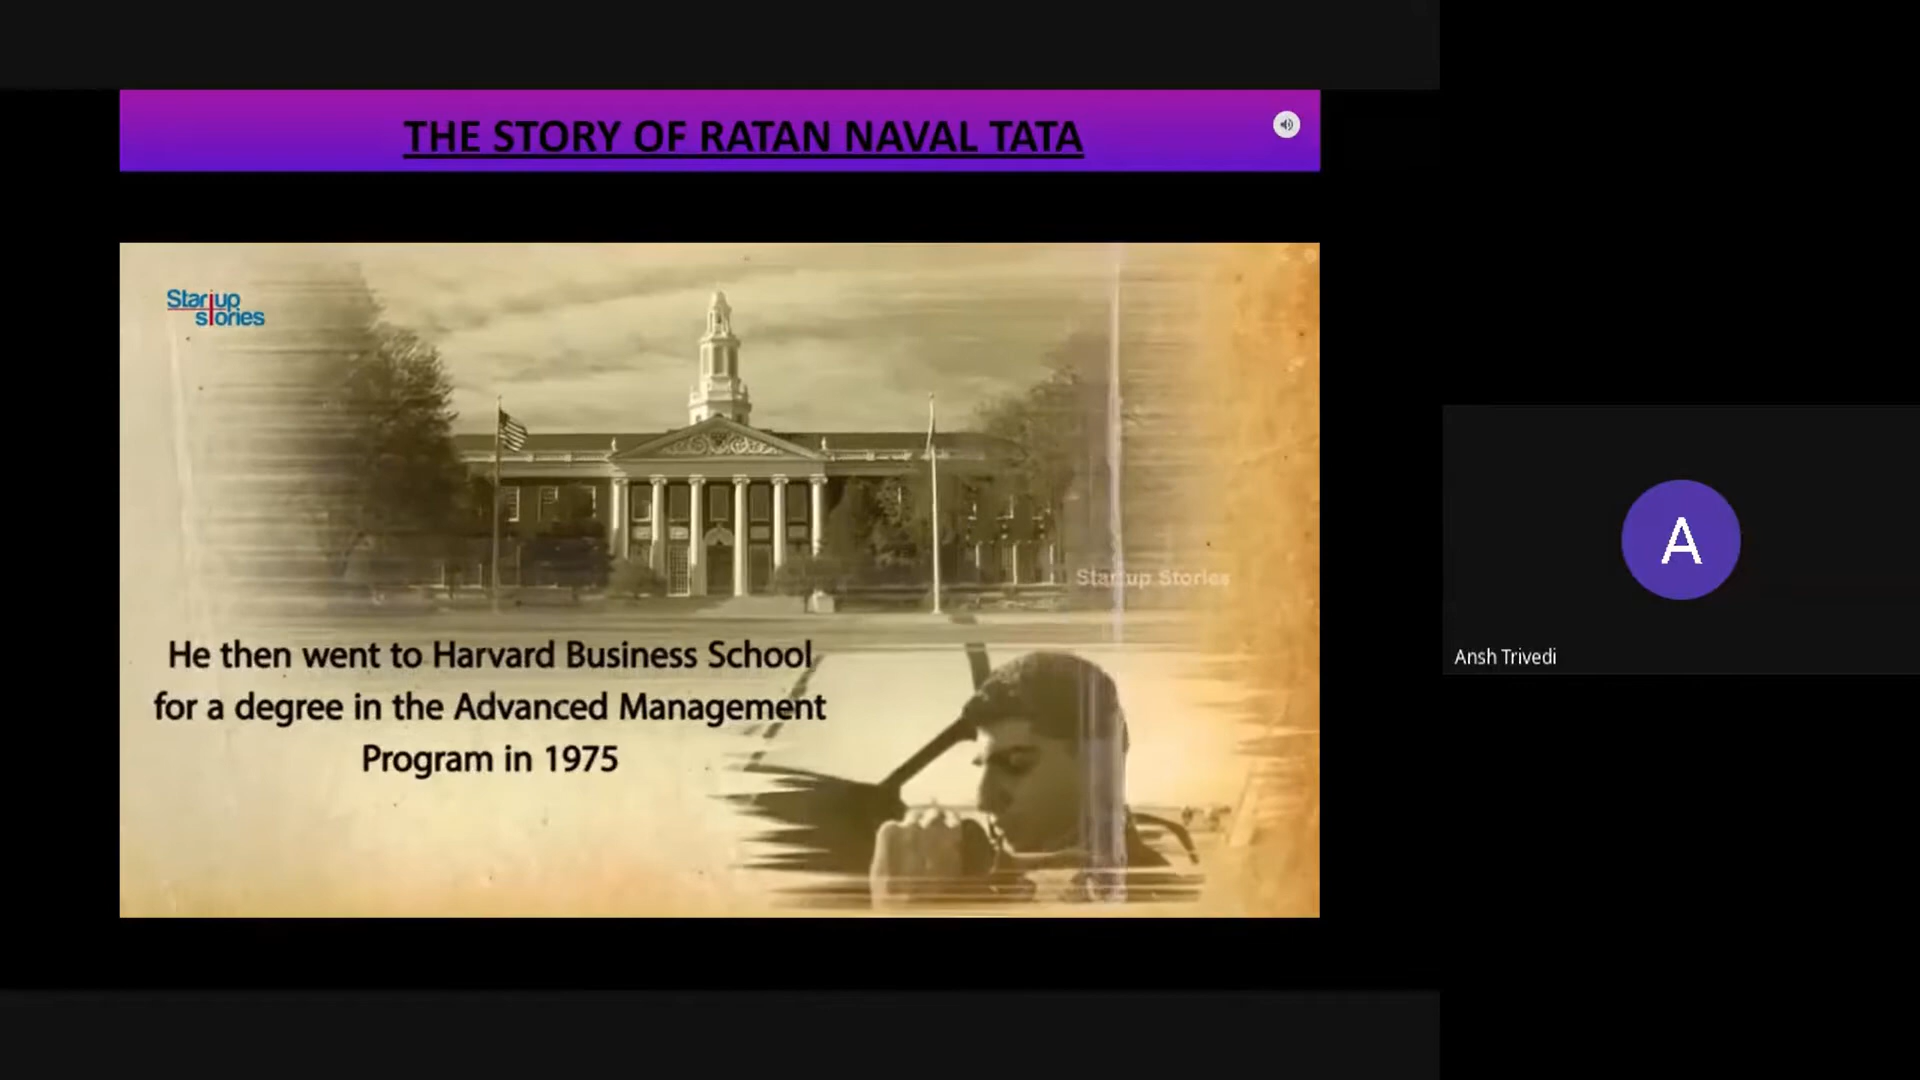 THE STORY OF RATAN NAVAL TATA
Startup
stories
Startup Stories
He then went to Harvard Business School
for a degree in the Advanced Management
Program in 1975
A
Ansh Trivedi